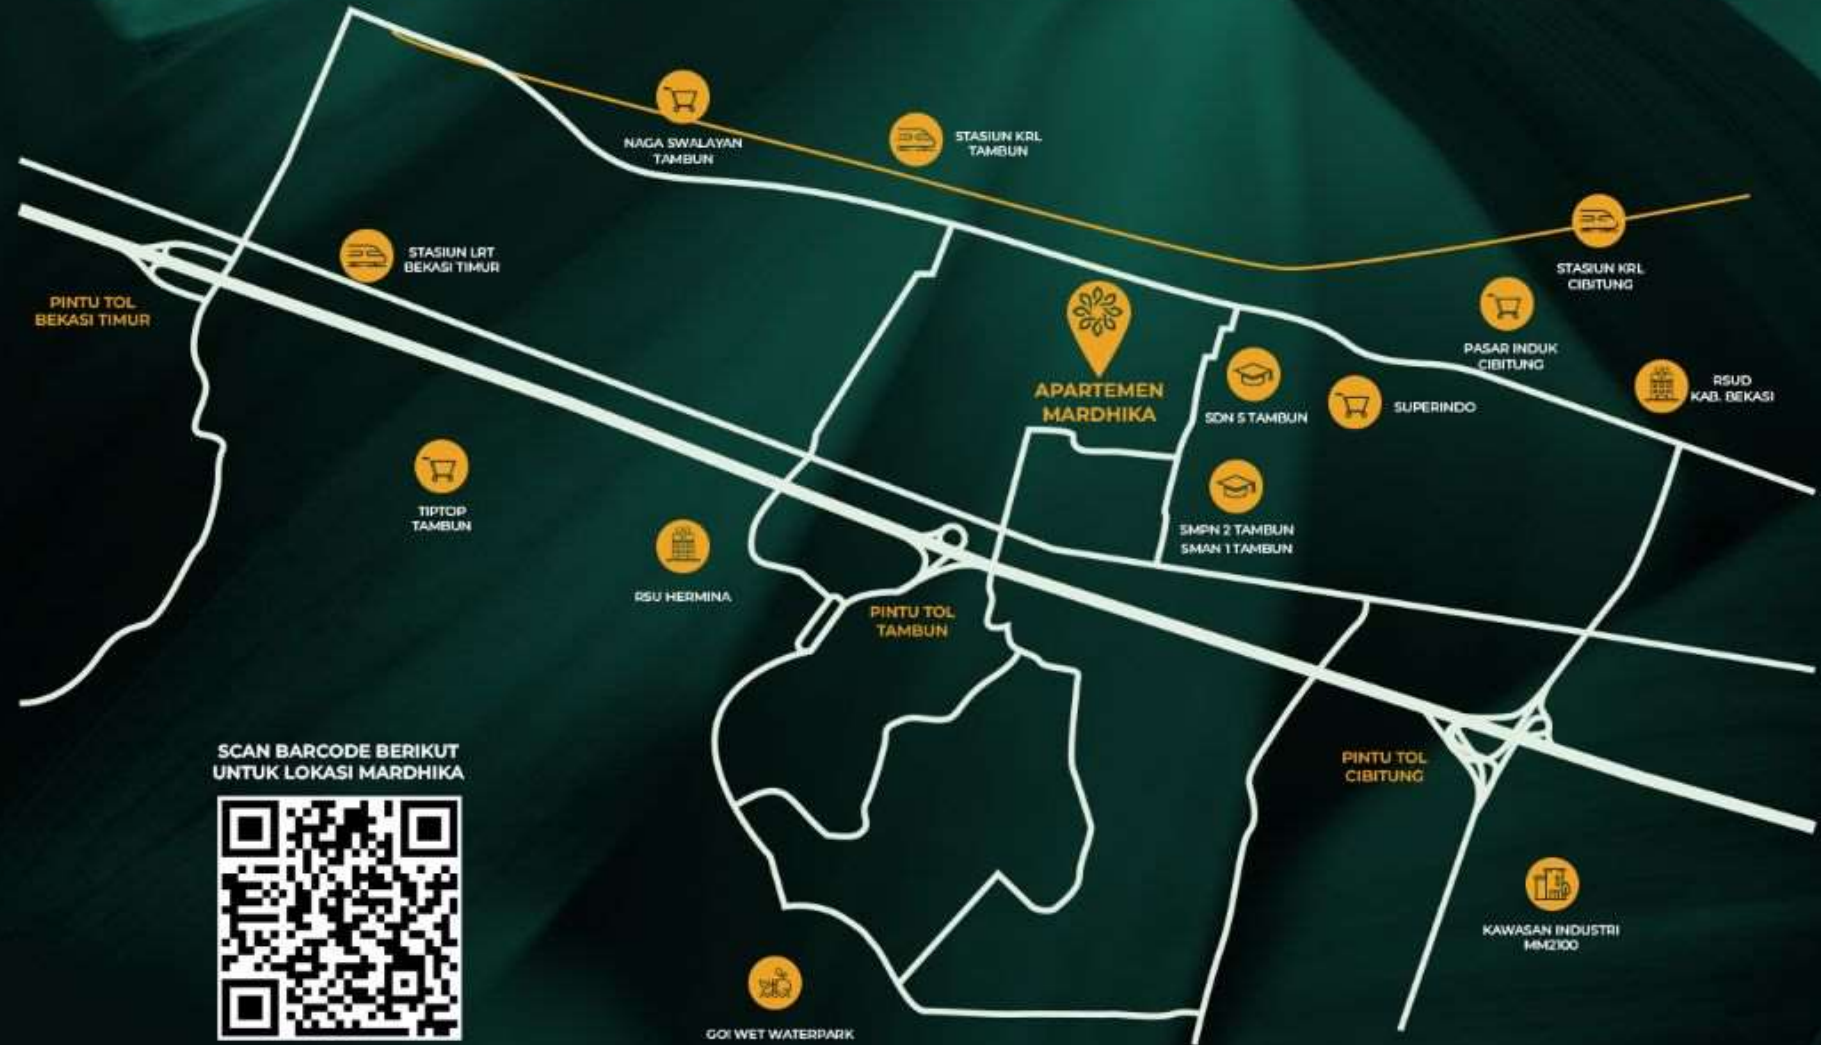 NAGA SWALAYAN
TAMBUN
STASIUN KRL
TAMBUN
STASIUN KRL
CIBITUNG
STASIUN LRT
BEKASI TIMUR
PINTU TOL
BEKASI TIMUR
APARTEMEN
MARDHIKA
PASAR INDUK
CIBITUNG
RSUD
KAB. BEKASI
SDN 5 TAMBUN
SUPERINDO
TIPTOP
TAMBUN
SMPN 2 TAMBUN
SMAN 1 TAMBUN
RSU HERMINA
PINTU TOL
TAMBUN
SCAN BARCODE BERIKUT
UNTUK LOKASI MARDHIKA
PINTU TOL
CIBITUNG
KAWASAN INDUSTRI
MM2100
GO! WET WATERPARK